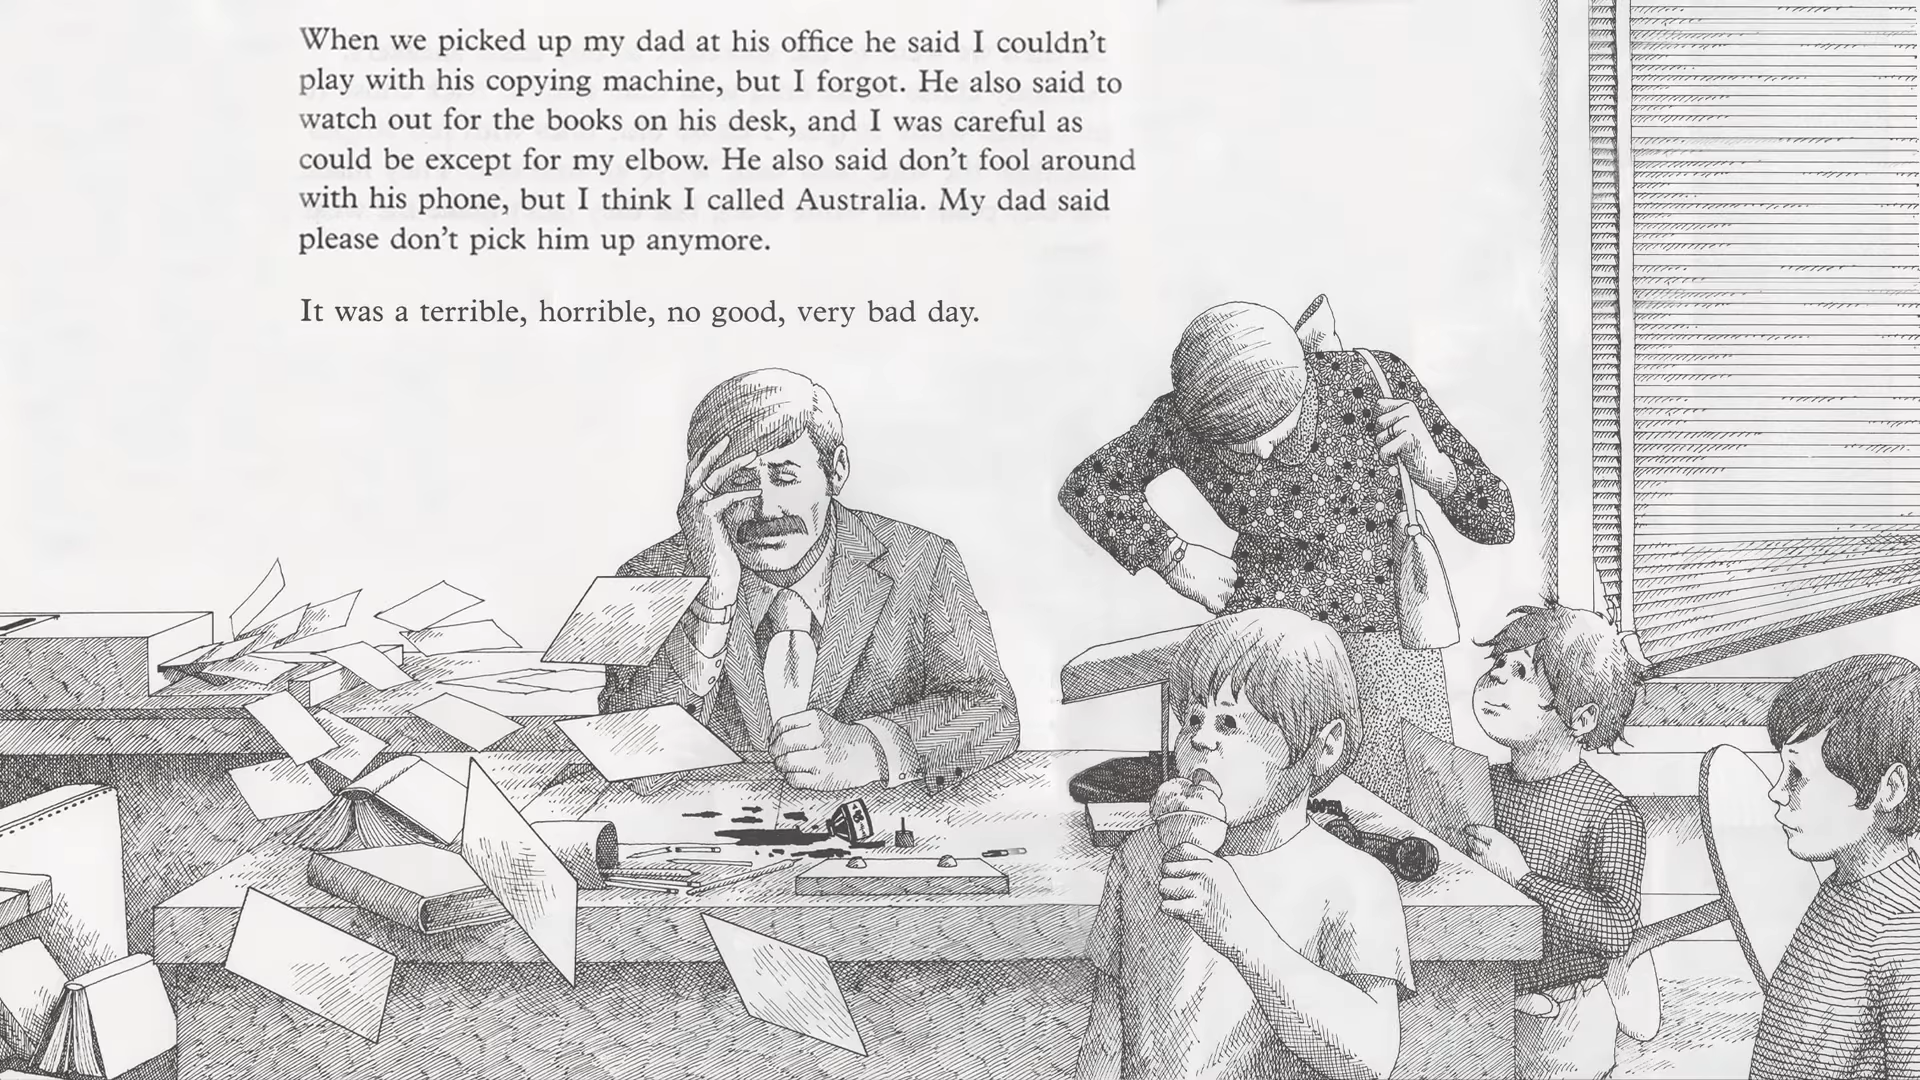 When we picked up my dad at his office he said I couldn't
play with his copying machine, but I forgot. He also said to
watch out for the books on his desk, and I was careful as
could be except for my elbow. He also said don't fool around
with his phone, but I think I called Australia. My dad said
please don't pick him up anymore.
It was a terrible, horrible, no good, very bad day.